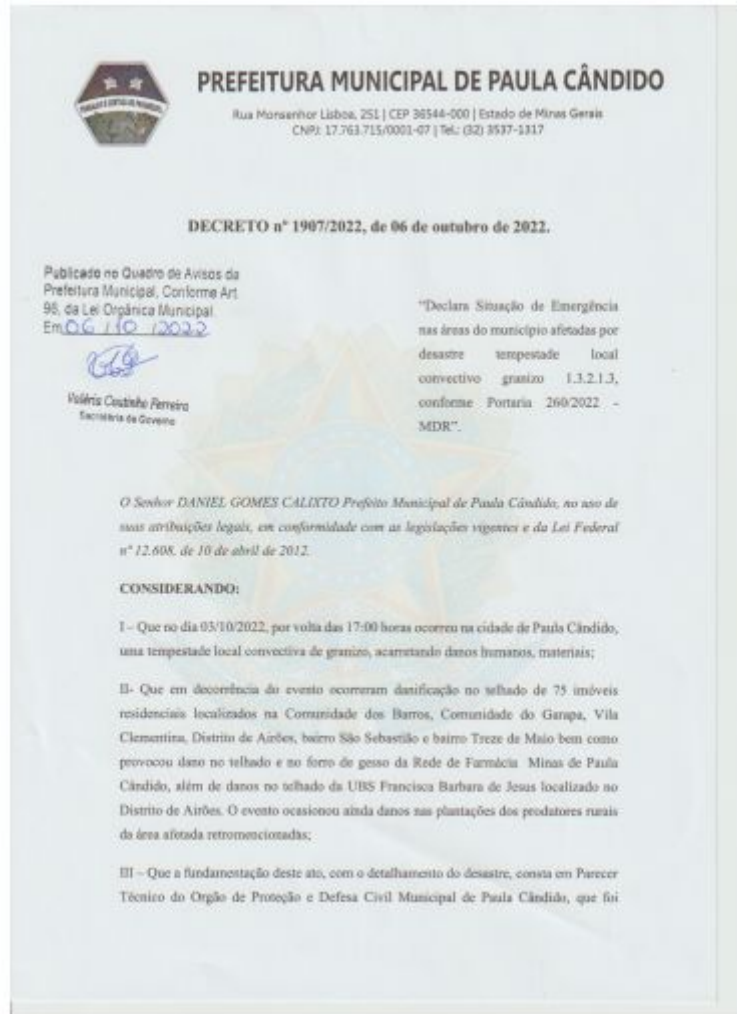 PREFEITURA MUNICIPAL DE PAULA CÂNDIDO
Rua Monsenhor Lisboa, 251 | CEP 36544-000 | Estado de Minas Gerais
CNPJ: 17.763.715/0001-07 | Tel.: (32) 3537-1317
DECRETO nº 1907/2022, de 06 de outubro de 2022.
Publicado no Quadro de Avisos da
Prefeitura Municipal, Conforme Art.
98, da Lei Orgânica Municipal.
Em 06 / 10 / 2022
Valéria Coutinho Ferreira
Secretária de Governo
"Declara Situação de Emergência
nas áreas do município afetadas por
desastre tempestade local
convectivo granizo 1.3.2.1.3,
conforme Portaria 260/2022 –
MDR".
O Senhor DANIEL GOMES CALIXTO Prefeito Municipal de Paula Cândido, no uso de
suas atribuições legais, em conformidade com as legislações vigentes e da Lei Federal
nº 12.608, de 10 de abril de 2012.
CONSIDERANDO:
I – Que no dia 03/10/2022, por volta das 17:00 horas ocorreu na cidade de Paula Cândido,
uma tempestade local convectiva de granizo, acarretando danos humanos, materiais;
II- Que em decorrência do evento ocorreram danificação no telhado de 75 imóveis
residenciais localizados na Comunidade dos Barros, Comunidade do Garapa, Vila
Clementina, Distrito de Airões, bairro São Sebastião e bairro Treze de Maio bem como
provocou dano no telhado e no forro de gesso da Rede de Farmácia Minas de Paula
Cândido, além de danos no telhado da UBS Francisca Barbara de Jesus localizado no
Distrito de Airões. O evento ocasionou ainda danos nas plantações dos produtores rurais
da área afetada retromencionadas;
III – Que a fundamentação deste ato, com o detalhamento do desastre, consta em Parecer
Técnico do Orgão de Proteção e Defesa Civil Municipal de Paula Cândido, que foi